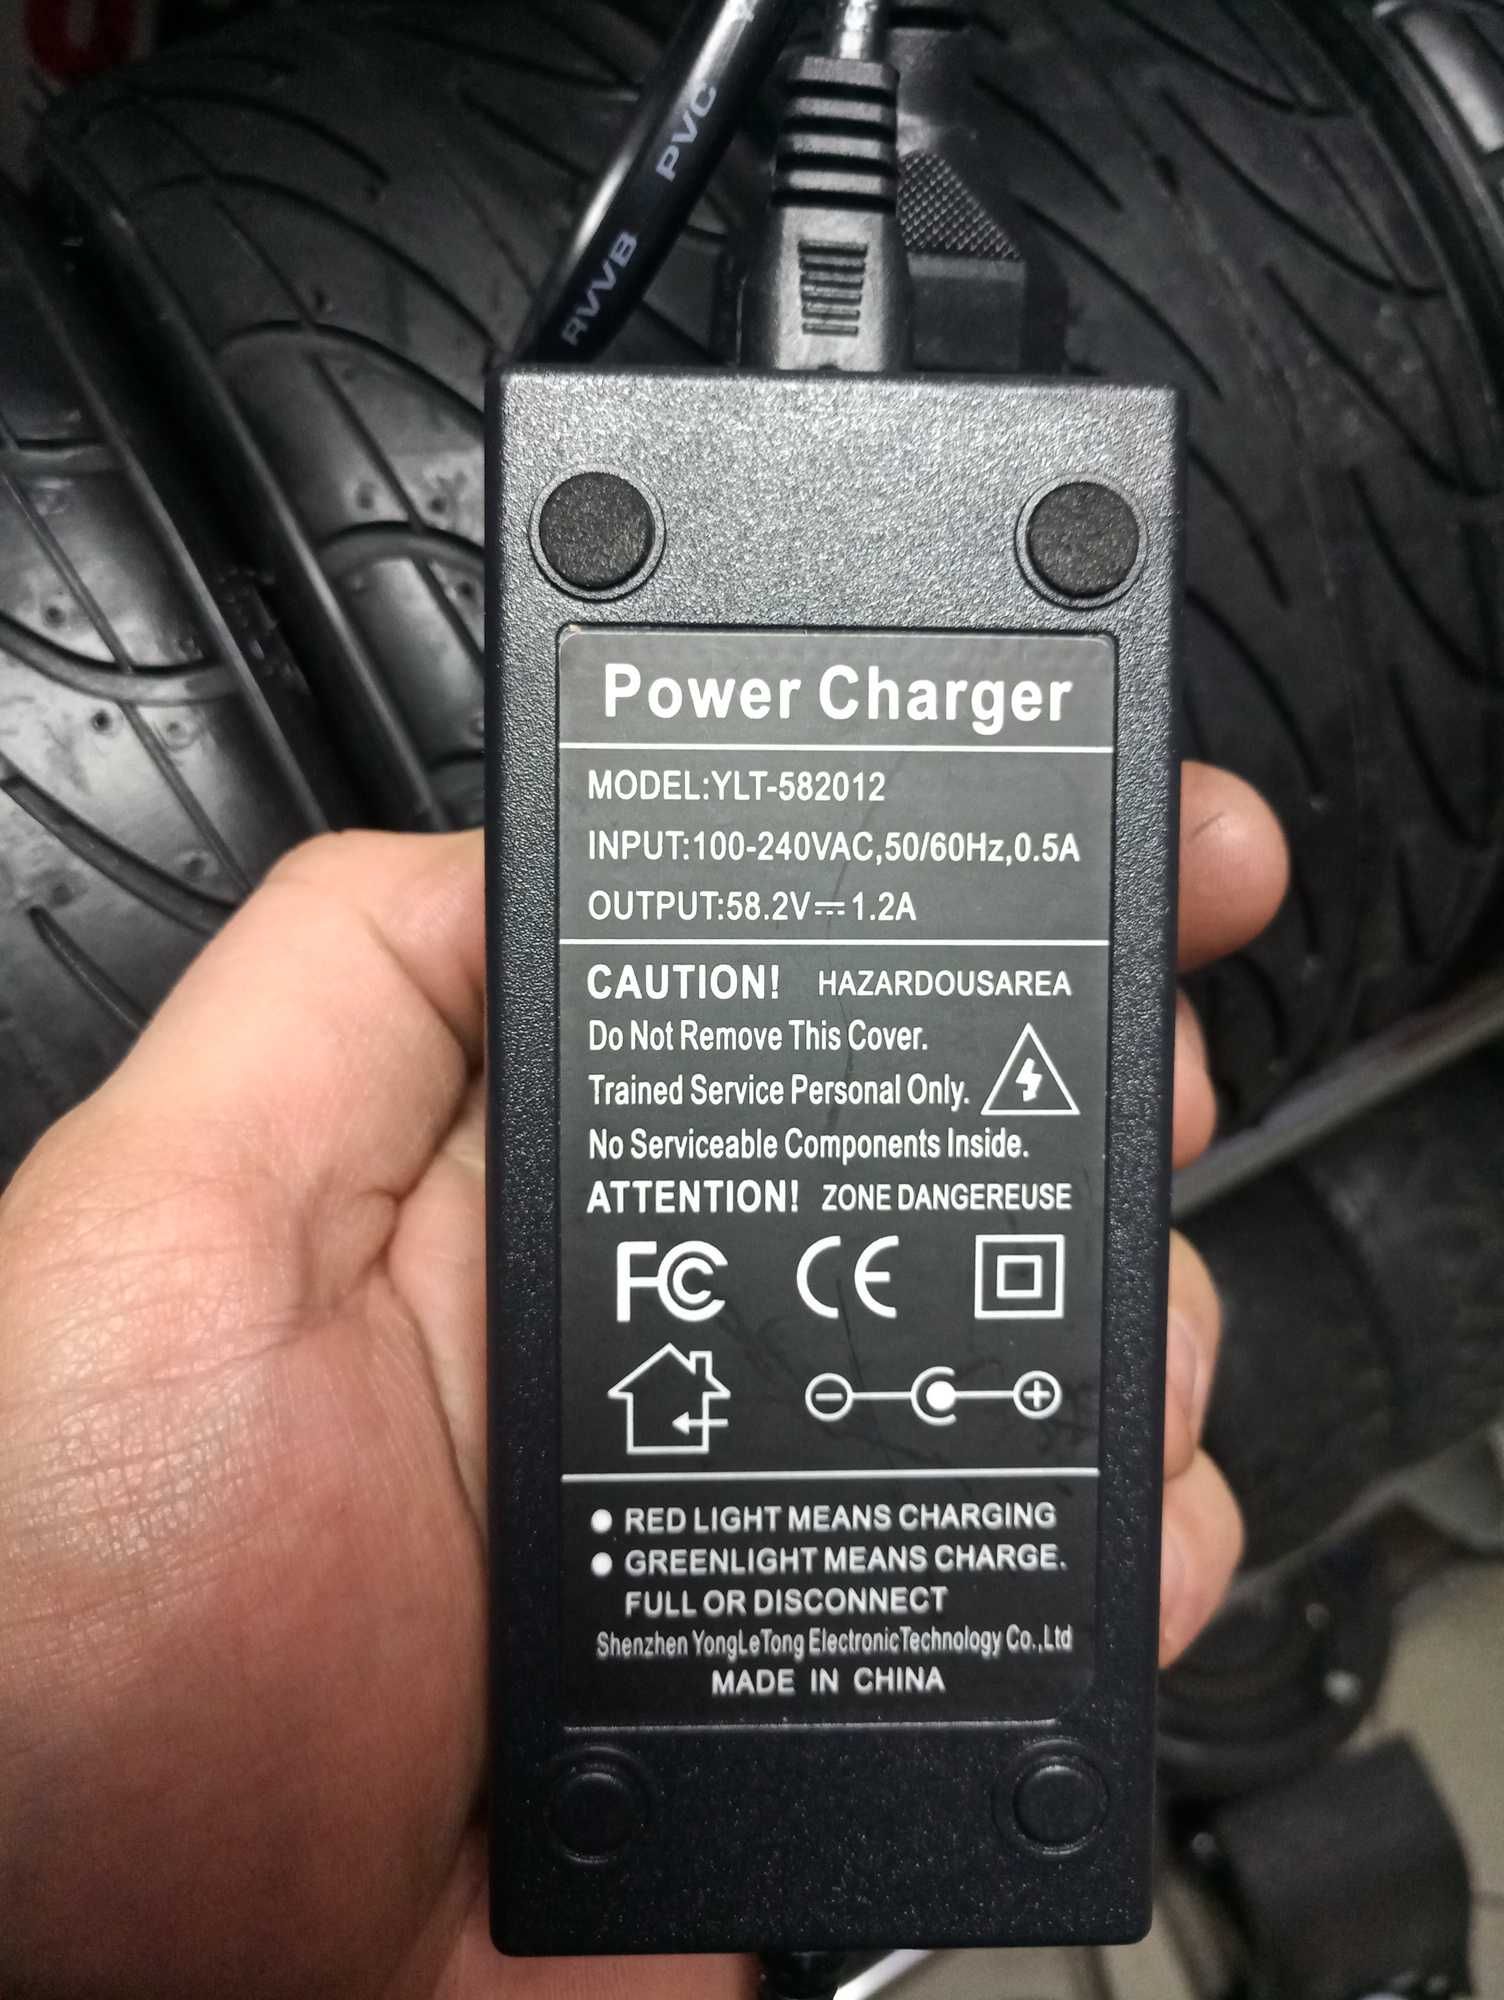 RVVB PVC
Power Charger
MODEL:YLT-582012
INPUT:100-240VAC,50/60Hz,0.5A
OUTPUT:58.2V⎓1.2A
CAUTION! HAZARDOUSAREA
Do Not Remove This Cover.
Trained Service Personal Only.
No Serviceable Components Inside.
ATTENTION! ZONE DANGEREUSE
FC CE
● RED LIGHT MEANS CHARGING
● GREENLIGHT MEANS CHARGE.
FULL OR DISCONNECT
Shenzhen YongLeTong ElectronicTechnology Co.,Ltd
MADE IN CHINA